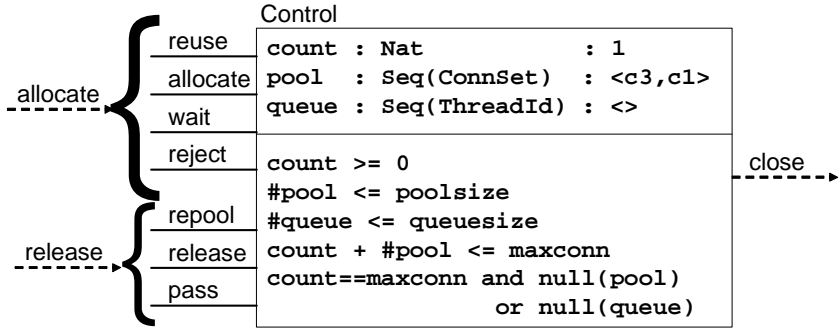 Control
reuse
allocate
wait
reject
allocate
repool
release
pass
release
count : Nat : 1
pool : Seq(ConnSet) : <c3,c1>
queue : Seq(ThreadId) : <>
count >= 0
#pool <= poolsize
#queue <= queuesize
count + #pool <= maxconn
count==maxconn and null(pool)
or null(queue)
close